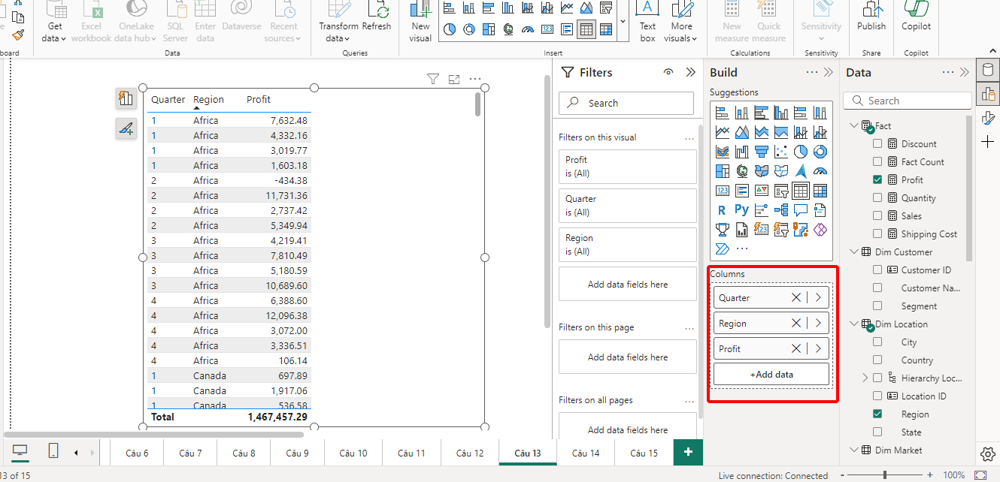 Get data
Excel workbook
OneLake data hub
SQL Server
Enter data
Dataverse
Recent sources
Transform data
Refresh
New visual
Text box
More visuals
New measure
Quick measure
Sensitivity
Publish
Copilot
board
Data
Queries
Insert
Calculations
Sensitivity
Share
Copilot
Quarter Region Profit
1 Africa 7,632.48
1 Africa 4,332.16
1 Africa 3,019.77
1 Africa 1,603.18
2 Africa -434.38
2 Africa 11,731.36
2 Africa 2,737.42
2 Africa 5,349.94
3 Africa 4,219.41
3 Africa 7,810.49
3 Africa 5,180.59
3 Africa 10,689.60
4 Africa 6,388.60
4 Africa 12,096.38
4 Africa 3,072.00
4 Africa 3,336.51
4 Africa 106.14
1 Canada 697.89
1 Canada 1,917.06
1 Canada 536.58
Total 1,467,457.29
Filters
Search
Filters on this visual ...
Profit
is (All)
Quarter
is (All)
Region
is (All)
Add data fields here
Filters on this page ...
Add data fields here
Filters on all pages ...
Add data fields here
Build ...
Suggestions
123
R Py
123
...
Columns
Quarter
Region
Profit
+Add data
Data ...
Search
Fact
Discount
Fact Count
Profit
Quantity
Sales
Shipping Cost
Dim Customer
Customer ID
Customer Na...
Segment
Dim Location
City
Country
Hierarchy Loc...
Location ID
Region
State
Dim Market
Câu 6
Câu 7
Câu 8
Câu 9
Câu 10
Câu 11
Câu 12
Câu 13
Câu 14
Câu 15
+
13 of 15
Live connection: Connected
- + 100%